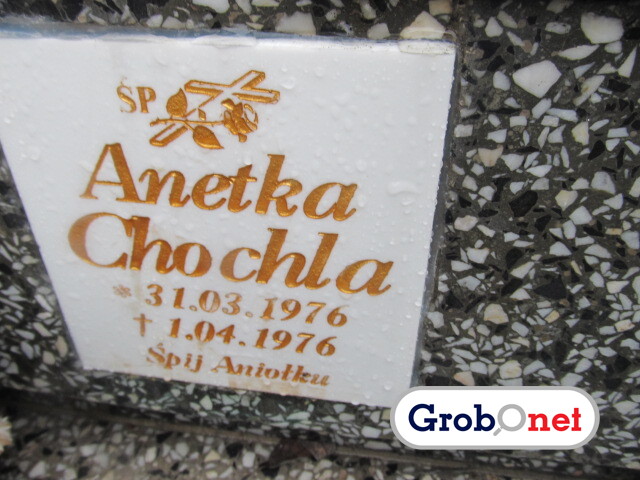 ŚP
Anetka
Chochla
* 31.03.1976
† 1.04.1976
Śpij Aniołku
GrobOnet